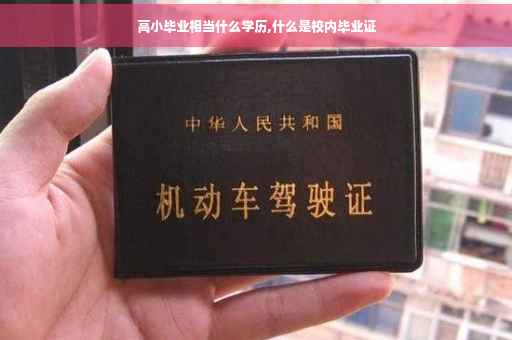 高小毕业相当什么学历,什么是校内毕业证
中华人民共和国
机动车驾驶证